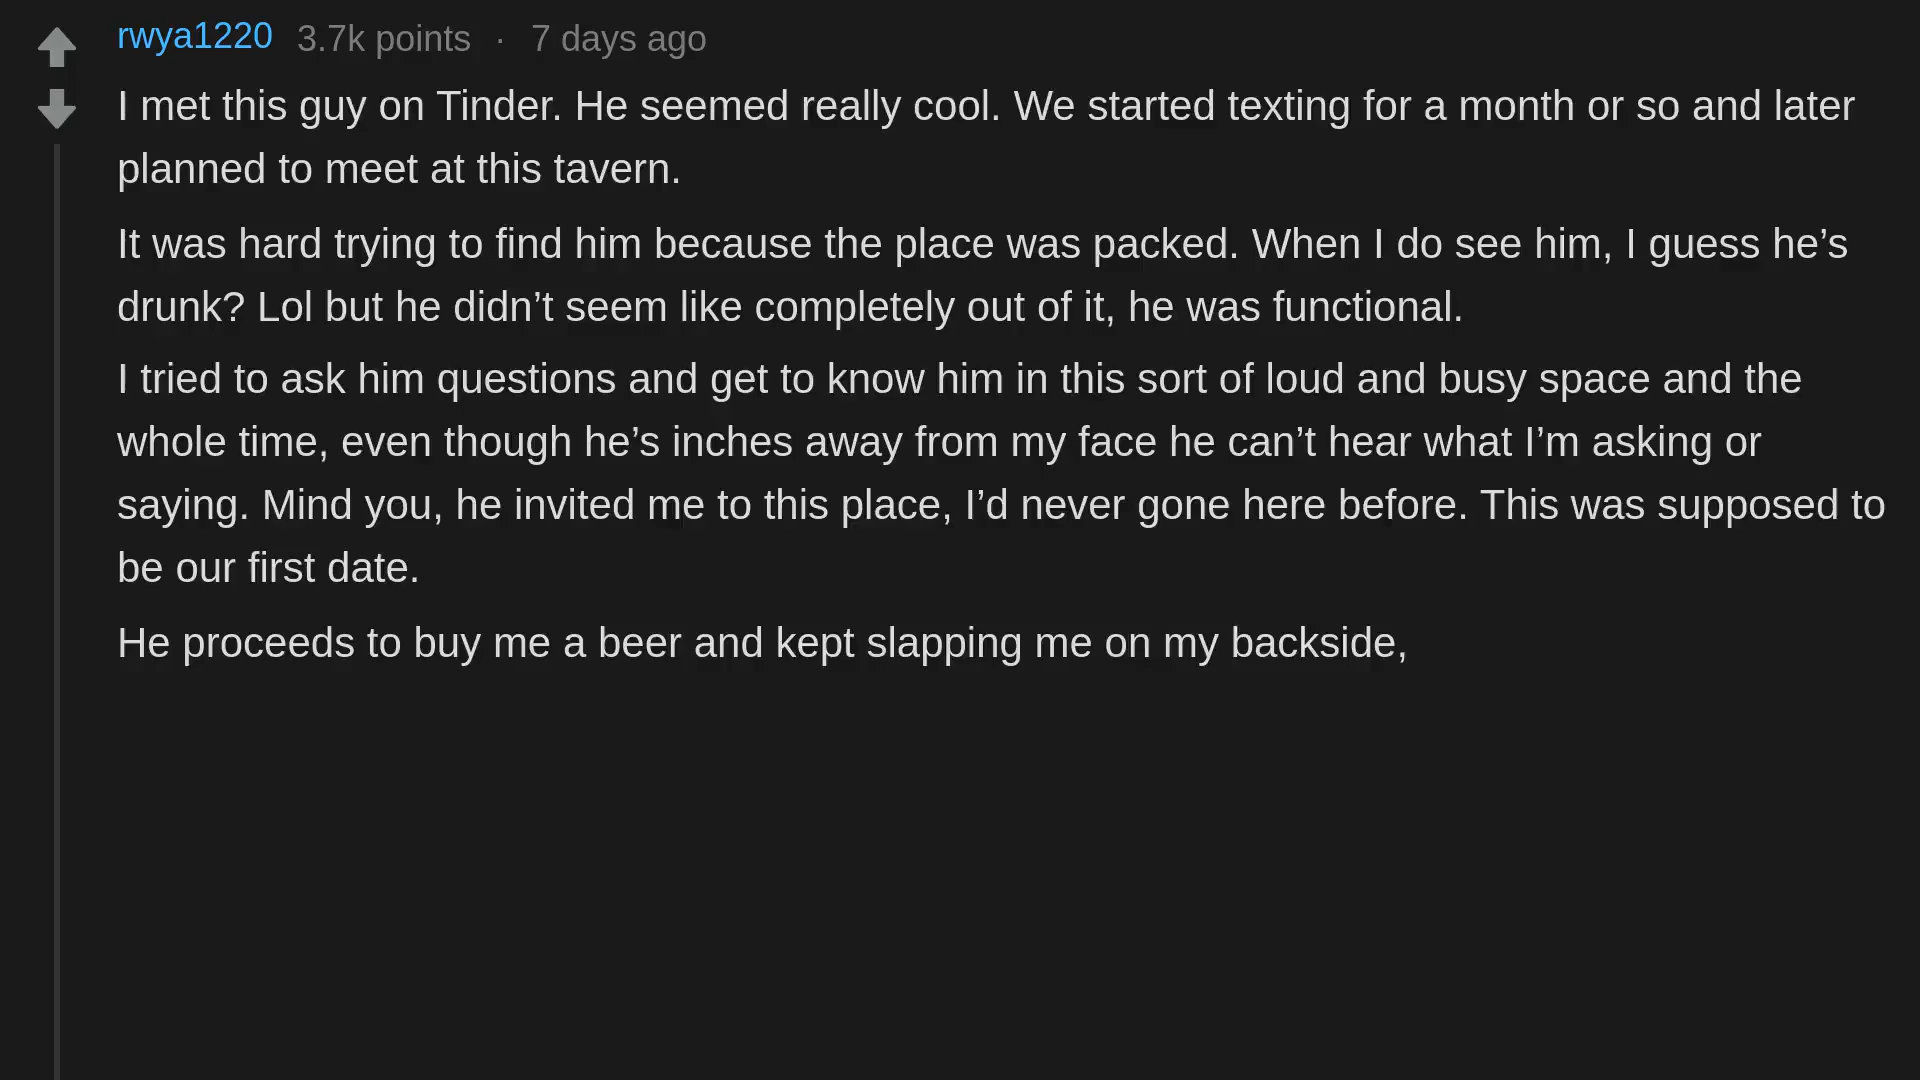 rwya1220 3.7k points · 7 days ago
I met this guy on Tinder. He seemed really cool. We started texting for a month or so and later
planned to meet at this tavern.
It was hard trying to find him because the place was packed. When I do see him, I guess he’s
drunk? Lol but he didn’t seem like completely out of it, he was functional.
I tried to ask him questions and get to know him in this sort of loud and busy space and the
whole time, even though he’s inches away from my face he can’t hear what I’m asking or
saying. Mind you, he invited me to this place, I’d never gone here before. This was supposed to
be our first date.
He proceeds to buy me a beer and kept slapping me on my backside,